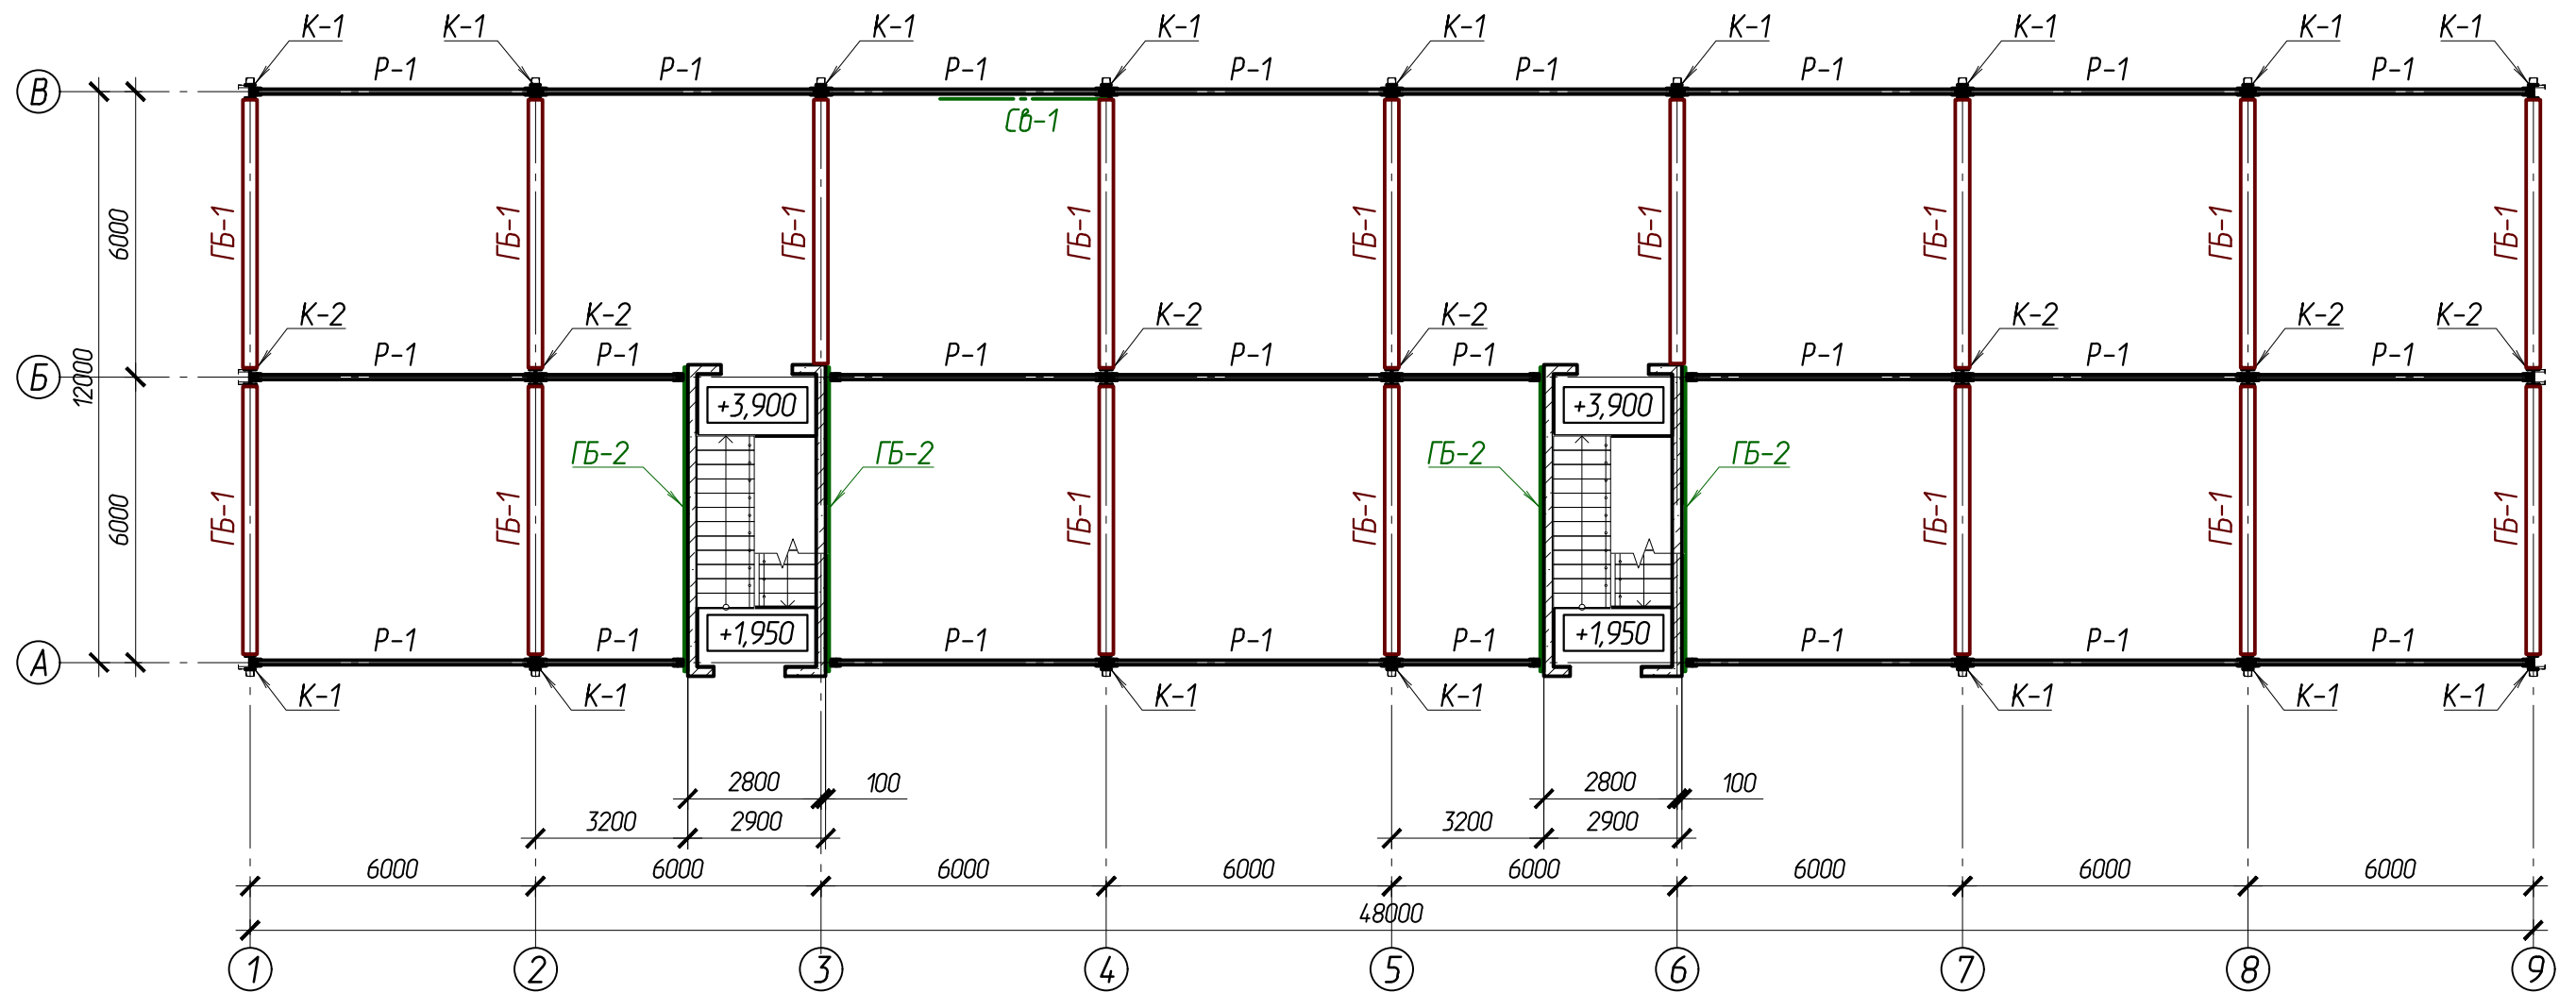 К-1 К-1 К-1 К-1 К-1 К-1 К-1 К-1 К-1
Р-1 Р-1 Р-1 Р-1 Р-1 Р-1 Р-1 Р-1
В
Св-1
6000
ГБ-1 ГБ-1 ГБ-1 ГБ-1 ГБ-1 ГБ-1 ГБ-1 ГБ-1 ГБ-1
К-2 К-2 К-2 К-2 К-2 К-2 К-2
Р-1 Р-1 Р-1 Р-1 Р-1 Р-1 Р-1 Р-1
Б
12000
+3,900 +3,900
ГБ-2 ГБ-2 ГБ-2 ГБ-2
6000
ГБ-1 ГБ-1 ГБ-1 ГБ-1 ГБ-1 ГБ-1 ГБ-1
+1,950 +1,950
Р-1 Р-1 Р-1 Р-1 Р-1 Р-1 Р-1 Р-1
А
К-1 К-1 К-1 К-1 К-1 К-1 К-1
2800 100 2800 100
3200 2900 3200 2900
6000 6000 6000 6000 6000 6000 6000 6000
48000
1 2 3 4 5 6 7 8 9